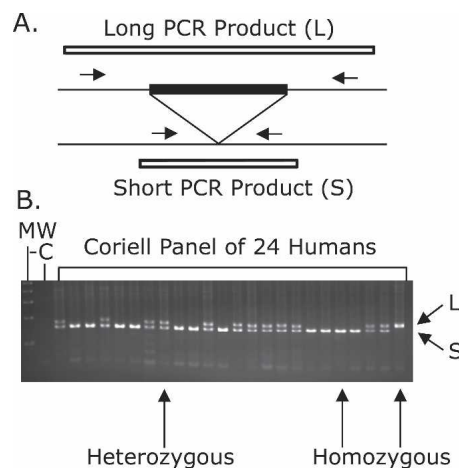 A.
Long PCR Product (L)
Short PCR Product (S)
B.
MW
-C
Coriell Panel of 24 Humans
L
S
Heterozygous
Homozygous